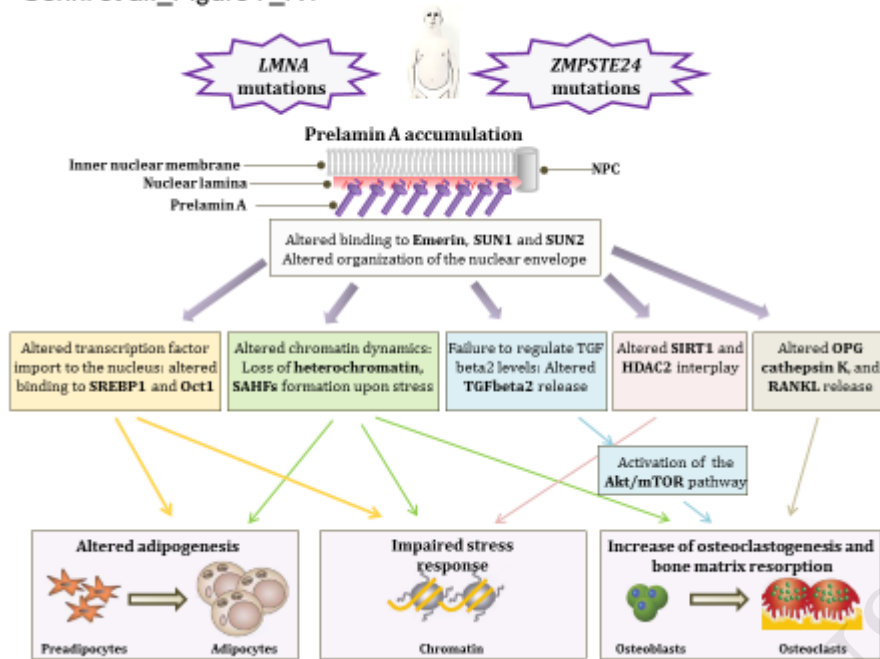 LMNA
mutations
ZMPSTE24
mutations
Prelamin A accumulation
Inner nuclear membrane
Nuclear lamina
Prelamin A
NPC
Altered binding to Emerin, SUN1 and SUN2
Altered organization of the nuclear envelope
Altered transcription factor
import to the nucleus: altered
binding to SREBP1 and Oct1
Altered chromatin dynamics:
Loss of heterochromatin,
SAHFs formation upon stress
Failure to regulate TGF
beta2 levels: Altered
TGFbeta2 release
Altered SIRT1 and
HDAC2 interplay
Altered OPG
cathepsin K, and
RANKL release
Activation of the
Akt/mTOR pathway
Altered adipogenesis
Preadipocytes
Adipocytes
Impaired stress
response
Chromatin
Increase of osteoclastogenesis and
bone matrix resorption
Osteoblasts
Osteoclasts